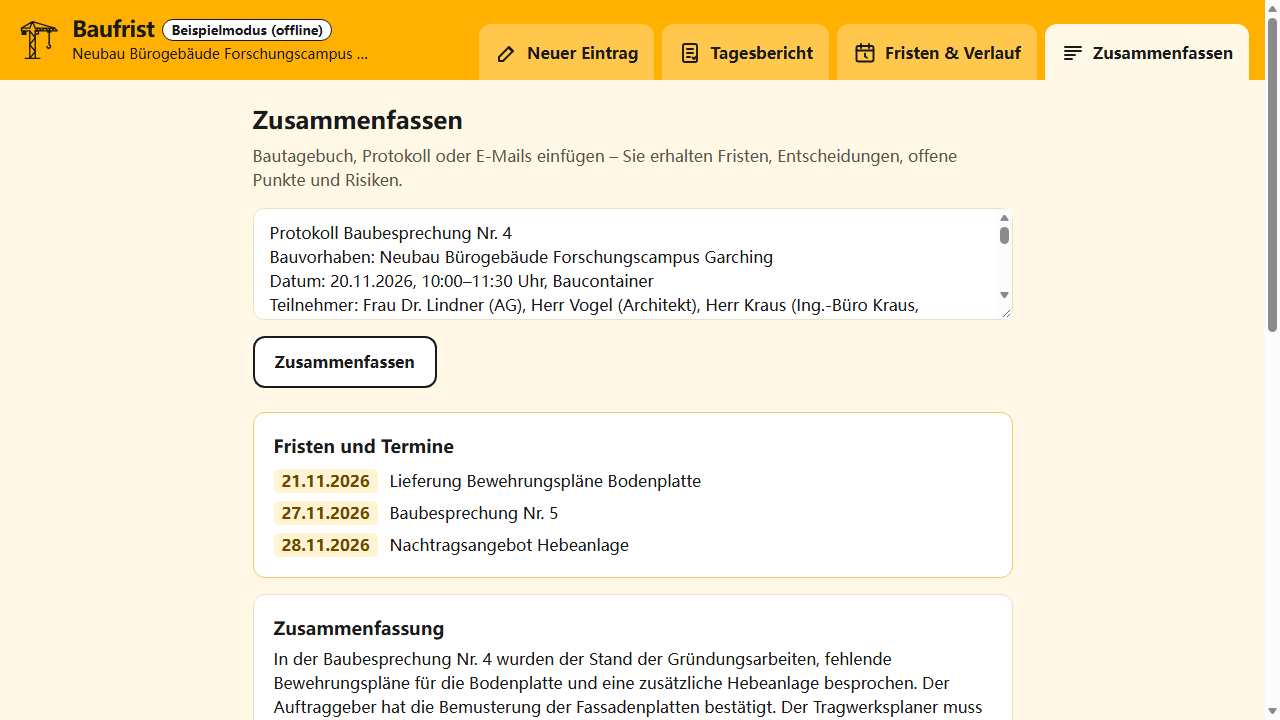 Baufrist Beispielmodus (offline)
Neubau Bürogebäude Forschungscampus ...
Neuer Eintrag
Tagesbericht
Fristen & Verlauf
Zusammenfassen
Zusammenfassen
Bautagebuch, Protokoll oder E-Mails einfügen – Sie erhalten Fristen, Entscheidungen, offene
Punkte und Risiken.
Protokoll Baubesprechung Nr. 4
Bauvorhaben: Neubau Bürogebäude Forschungscampus Garching
Datum: 20.11.2026, 10:00–11:30 Uhr, Baucontainer
Teilnehmer: Frau Dr. Lindner (AG), Herr Vogel (Architekt), Herr Kraus (Ing.-Büro Kraus,
Zusammenfassen
Fristen und Termine
21.11.2026 Lieferung Bewehrungspläne Bodenplatte
27.11.2026 Baubesprechung Nr. 5
28.11.2026 Nachtragsangebot Hebeanlage
Zusammenfassung
In der Baubesprechung Nr. 4 wurden der Stand der Gründungsarbeiten, fehlende
Bewehrungspläne für die Bodenplatte und eine zusätzliche Hebeanlage besprochen. Der
Auftraggeber hat die Bemusterung der Fassadenplatten bestätigt. Der Tragwerksplaner muss